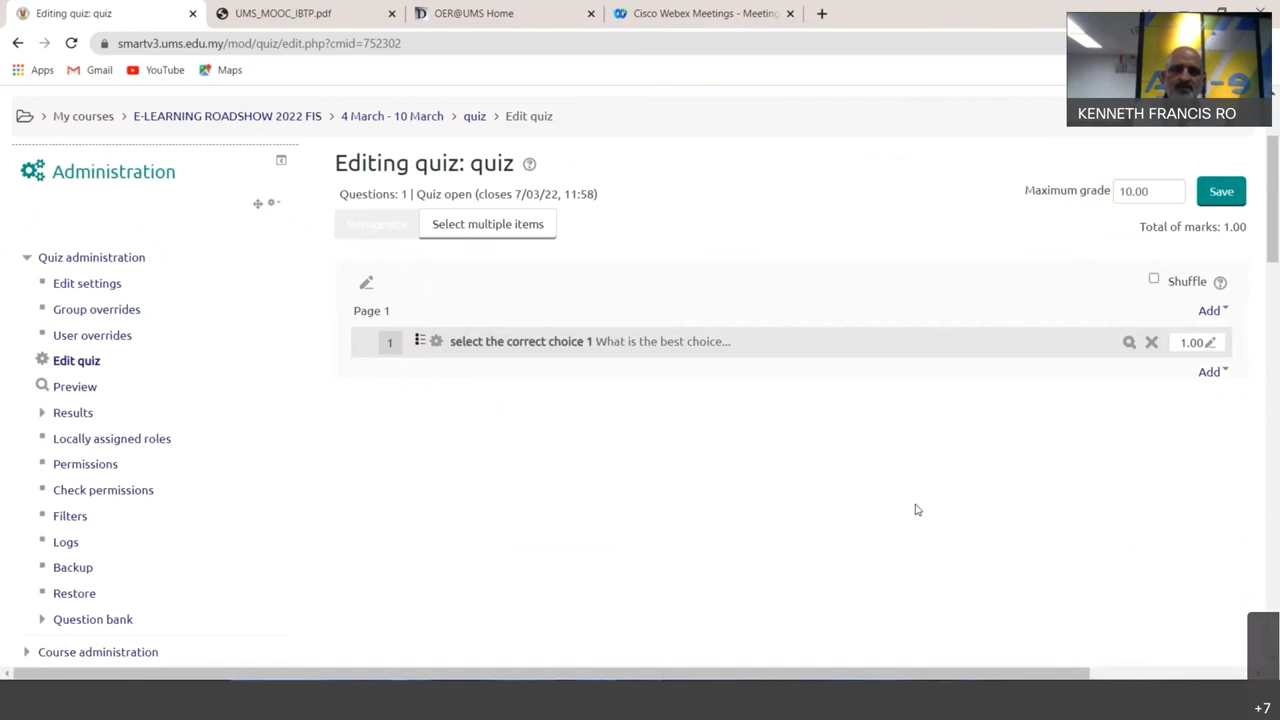 Editing quiz: quiz
UMS_MOOC_IBTP.pdf
OER@UMS Home
Cisco Webex Meetings - Meeting
smartv3.ums.edu.my/mod/quiz/edit.php?cmid=752302
Apps
Gmail
YouTube
Maps
KENNETH FRANCIS RO
My courses
E-LEARNING ROADSHOW 2022 FIS
4 March - 10 March
quiz
Edit quiz
Administration
Editing quiz: quiz
Questions: 1 | Quiz open (closes 7/03/22, 11:58)
Maximum grade 10.00 Save
Repaginate
Select multiple items
Total of marks: 1.00
Shuffle
Page 1
Add
1 select the correct choice 1 What is the best choice... 1.00
Add
Quiz administration
Edit settings
Group overrides
User overrides
Edit quiz
Preview
Results
Locally assigned roles
Permissions
Check permissions
Filters
Logs
Backup
Restore
Question bank
Course administration
+7